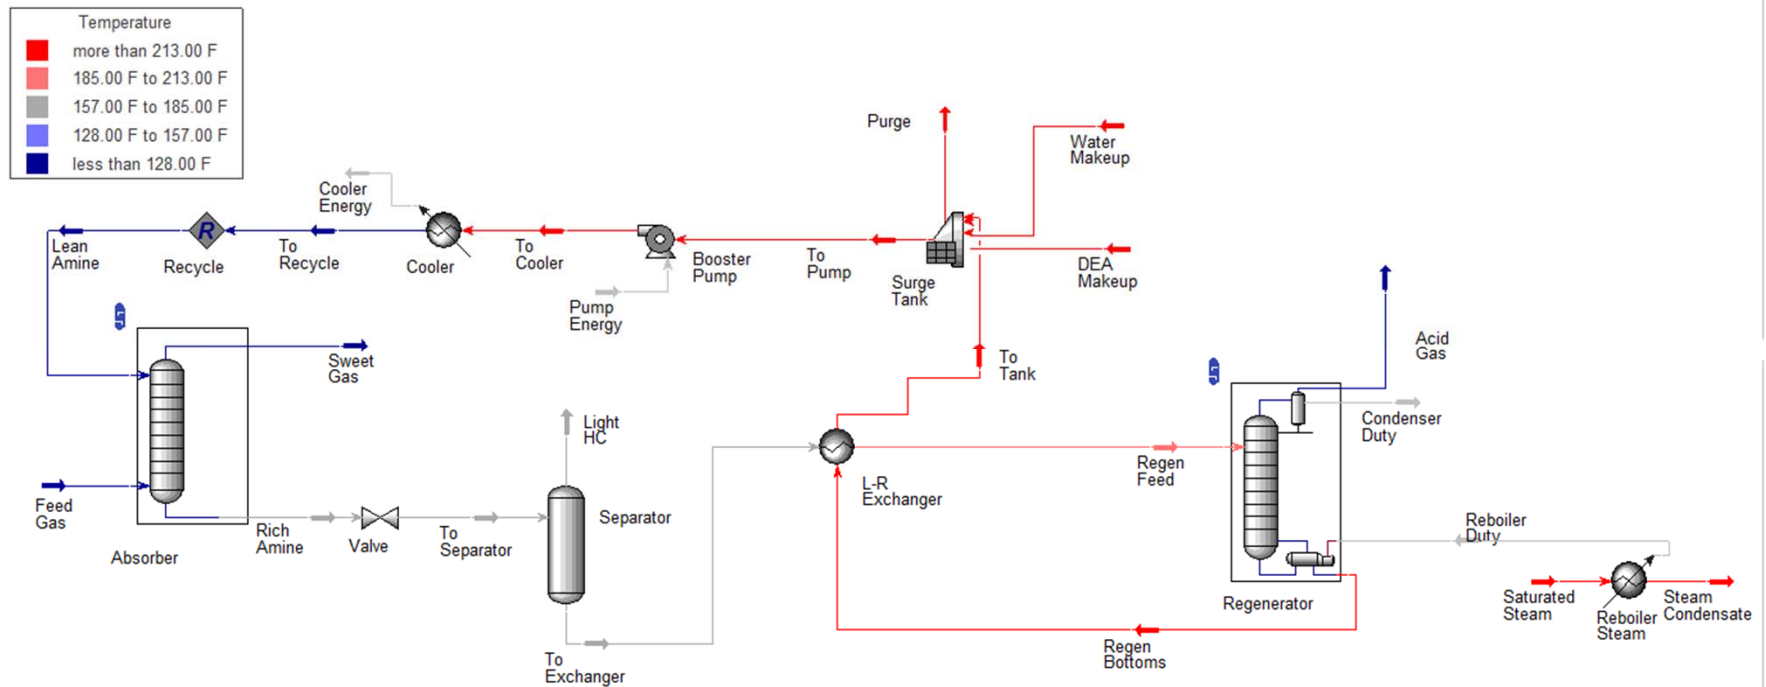 Temperature
more than 213.00 F
185.00 F to 213.00 F
157.00 F to 185.00 F
128.00 F to 157.00 F
less than 128.00 F
Purge
Water
Makeup
Cooler
Energy
R
Lean
Amine
Recycle
To
Recycle
Cooler
To
Cooler
Booster
Pump
To
Pump
Surge
Tank
DEA
Makeup
Pump
Energy
Sweet
Gas
To
Tank
Acid
Gas
Light
HC
Condenser
Duty
L-R
Exchanger
Regen
Feed
Feed
Gas
Rich
Amine
Valve
To
Separator
Separator
Absorber
Reboiler
Duty
Regenerator
Saturated
Steam
Reboiler
Steam
Steam
Condensate
To
Exchanger
Regen
Bottoms